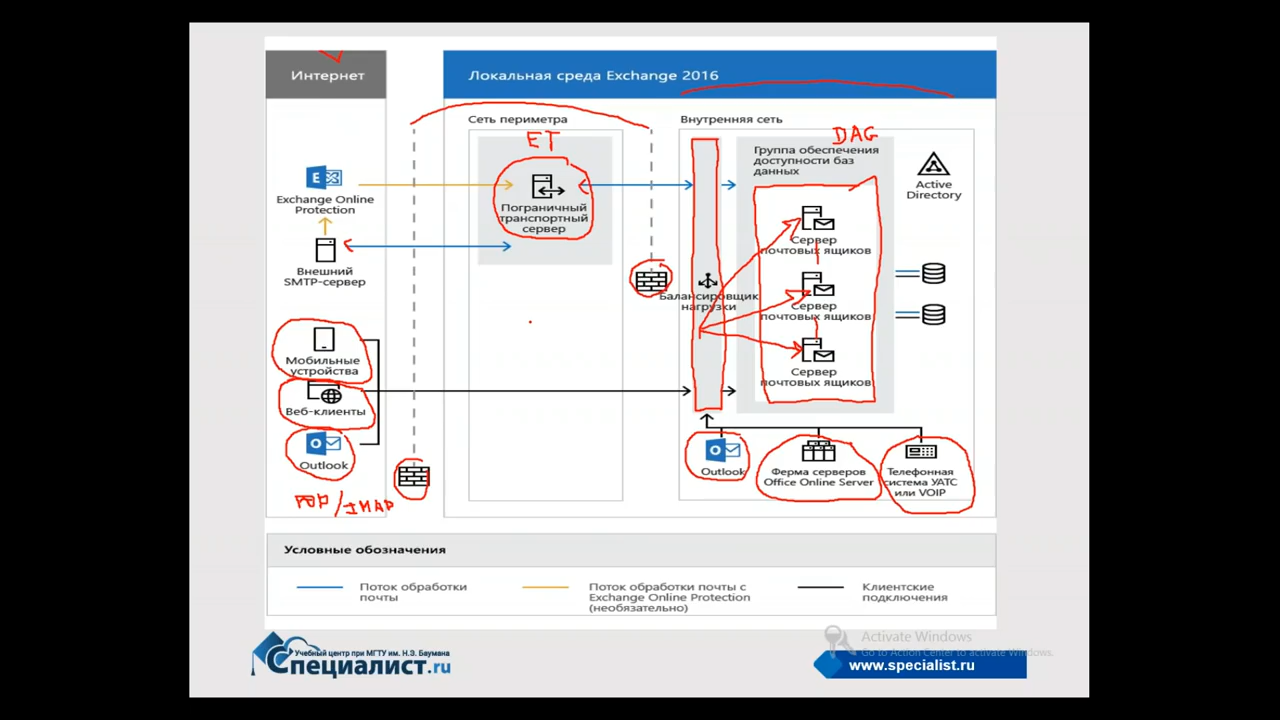 Интернет
Локальная среда Exchange 2016
Сеть периметра
Внутренняя сеть
ET
DAG
Группа обеспечения
доступности баз
данных
Active
Directory
Exchange Online
Protection
Пограничный
транспортный
сервер
Внешний
SMTP-сервер
Сервер
почтовых ящиков
Сервер
почтовых ящиков
Сервер
почтовых ящиков
Балансировщик
нагрузки
Мобильные
устройства
Веб-клиенты
Outlook
POP/IMAP
Outlook
Ферма серверов
Office Online Server
Телефонная
система УАТС
или VOIP
Условные обозначения
Поток обработки
почты
Поток обработки почты с
Exchange Online Protection
(необязательно)
Клиентские
подключения
Activate Windows
Go to Action Center to activate Windows.
Учебный центр при МГТУ им. Н.Э. Баумана
Специалист.ru
www.specialist.ru